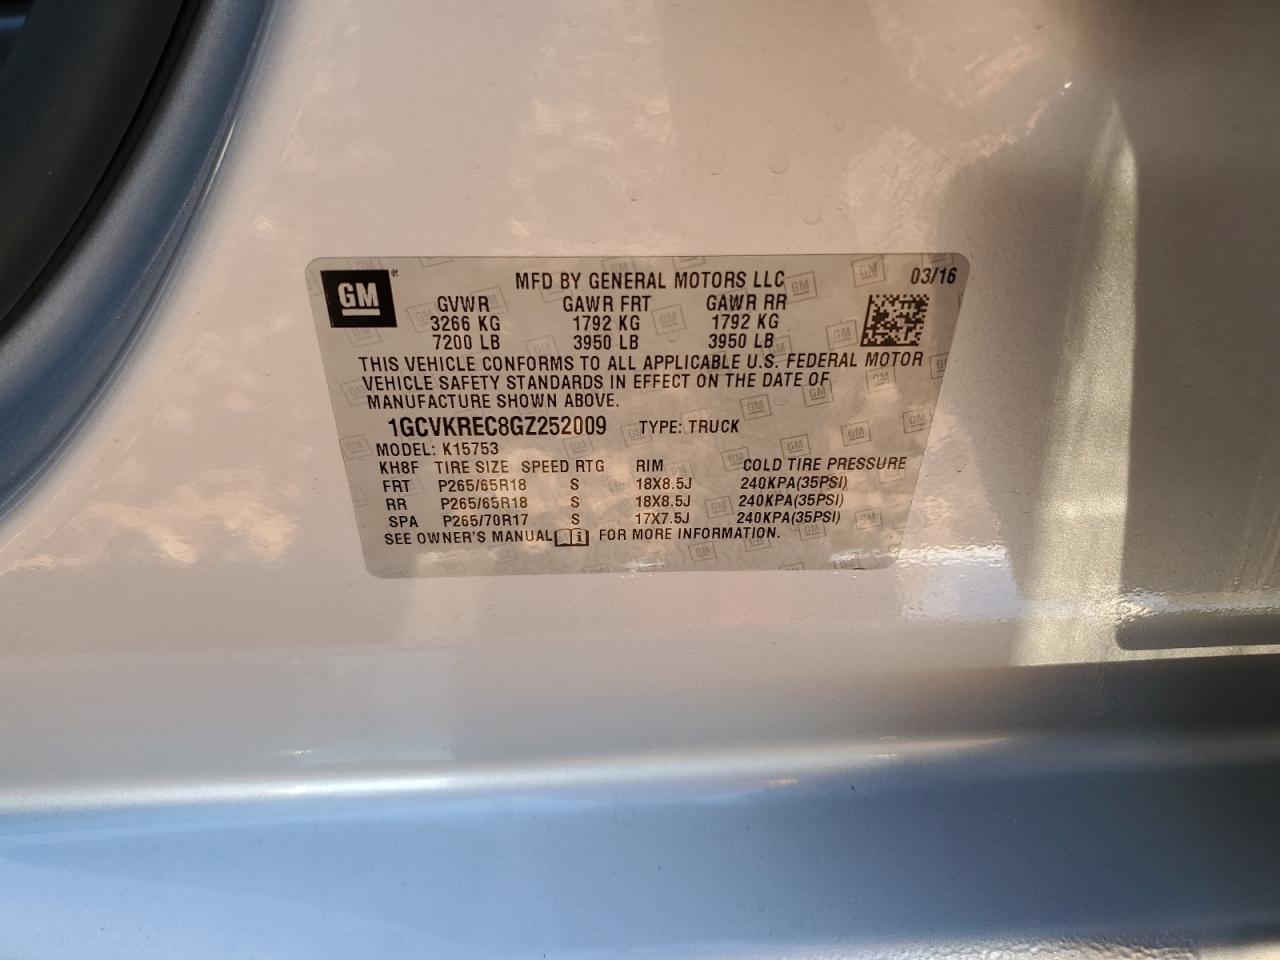 GM®
MFD BY GENERAL MOTORS LLC 03/16
GVWR GAWR FRT GAWR RR
3266 KG 1792 KG 1792 KG
7200 LB 3950 LB 3950 LB
THIS VEHICLE CONFORMS TO ALL APPLICABLE U.S. FEDERAL MOTOR
VEHICLE SAFETY STANDARDS IN EFFECT ON THE DATE OF
MANUFACTURE SHOWN ABOVE.
1GCVKREC8GZ252009 TYPE: TRUCK
MODEL: K15753
KH8F TIRE SIZE SPEED RTG RIM COLD TIRE PRESSURE
FRT P265/65R18 S 18X8.5J 240KPA(35PSI)
RR P265/65R18 S 18X8.5J 240KPA(35PSI)
SPA P265/70R17 S 17X7.5J 240KPA(35PSI)
SEE OWNER'S MANUAL FOR MORE INFORMATION.